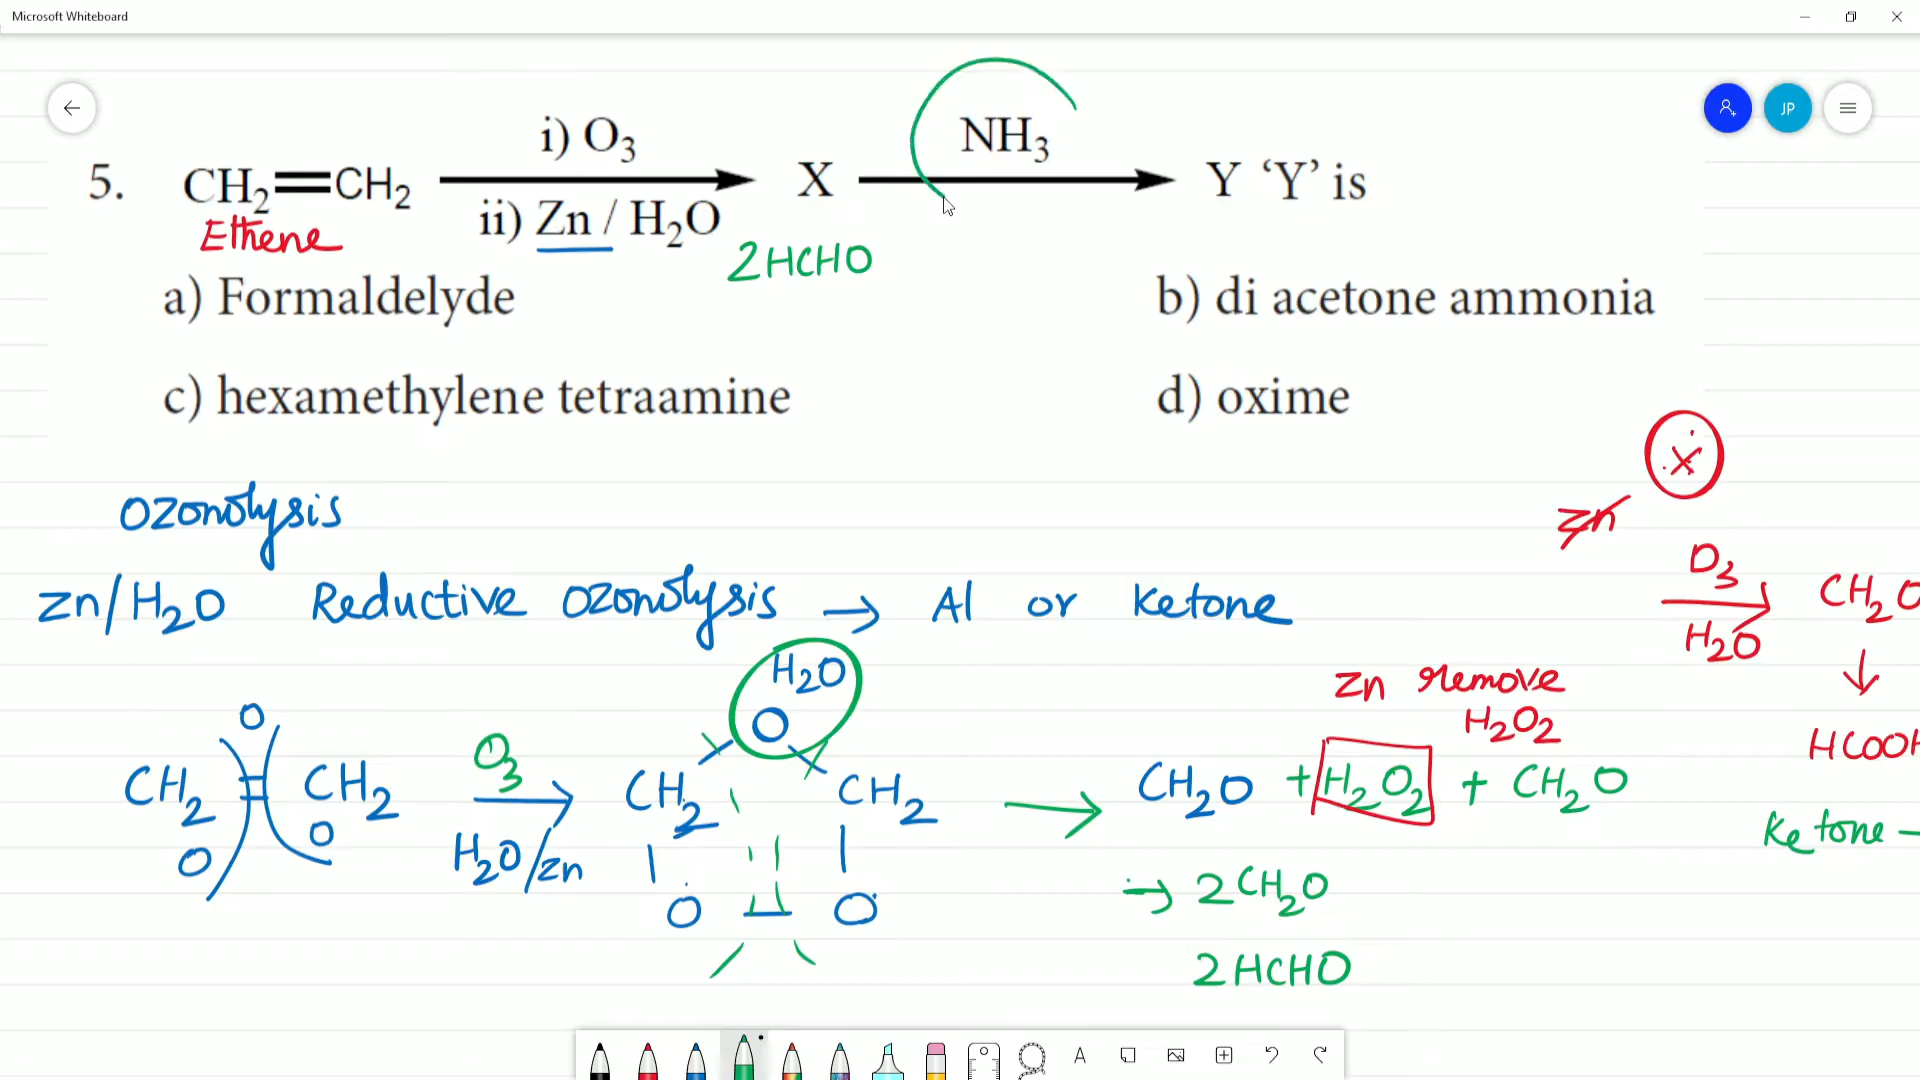 Microsoft Whiteboard
JP
5. CH2=CH2 i) O3 ii) Zn / H2O X NH3 Y 'Y' is
Ethene
2HCHO
a) Formaldelyde
b) di acetone ammonia
c) hexamethylene tetraamine
d) oxime
X
Zn
Ozonolysis
O3
H2O
CH2O
Zn/H2O Reductive Ozonolysis → Al or Ketone
↓
HCOOH
Zn remove
H2O2
H2O
O
O
CH2 = CH2
O
O
O3
H2O/Zn
CH2
CH2
O
O
→ CH2O + H2O2 + CH2O
Ketone –
→ 2CH2O
2HCHO
A